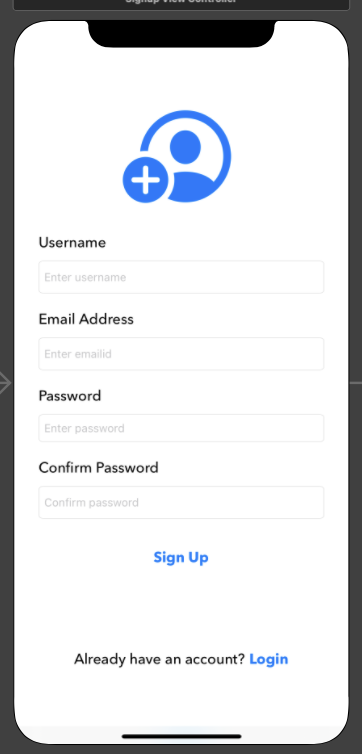 Signup View Controller
Username
Enter username
Email Address
Enter emailid
Password
Enter password
Confirm Password
Confirm password
Sign Up
Already have an account? Login